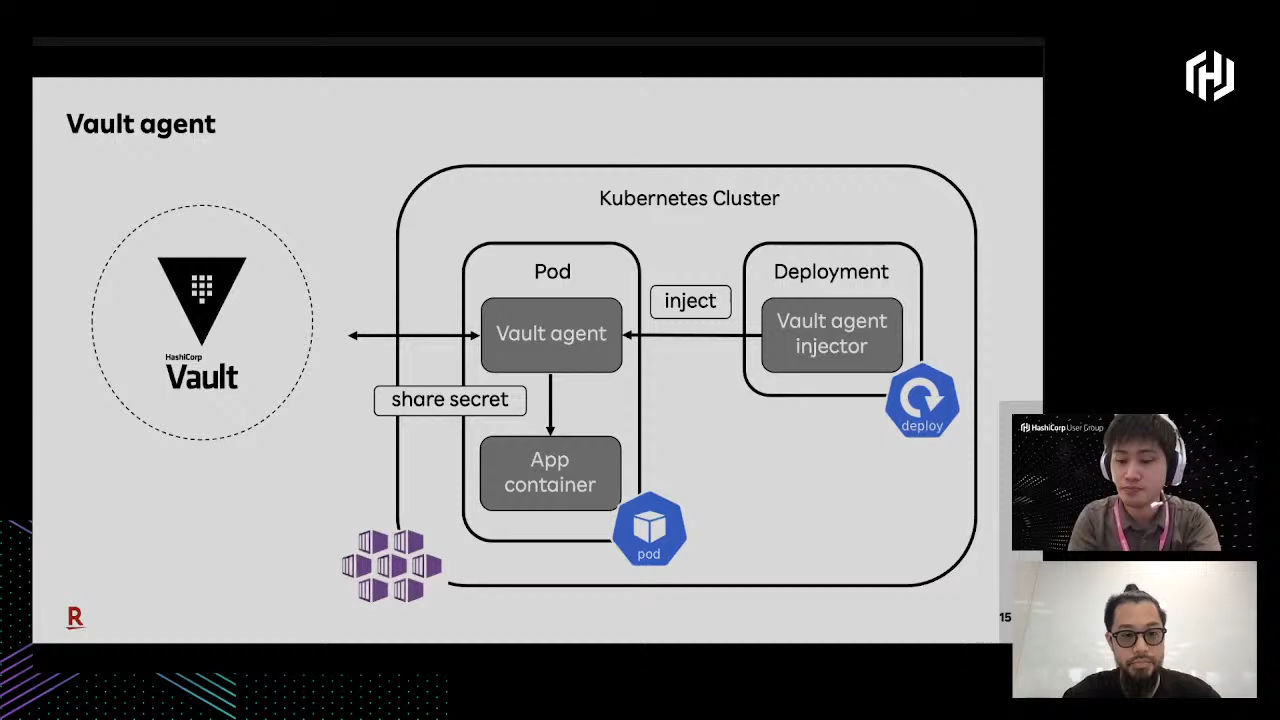 Vault agent
Kubernetes Cluster
Pod
Deployment
inject
Vault agent
Vault agent
injector
HashiCorp
Vault
share secret
deploy
App
container
pod
R
15
HashiCorp User Group